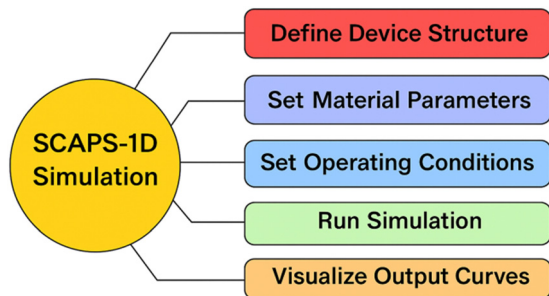 SCAPS-1D
Simulation
Define Device Structure
Set Material Parameters
Set Operating Conditions
Run Simulation
Visualize Output Curves